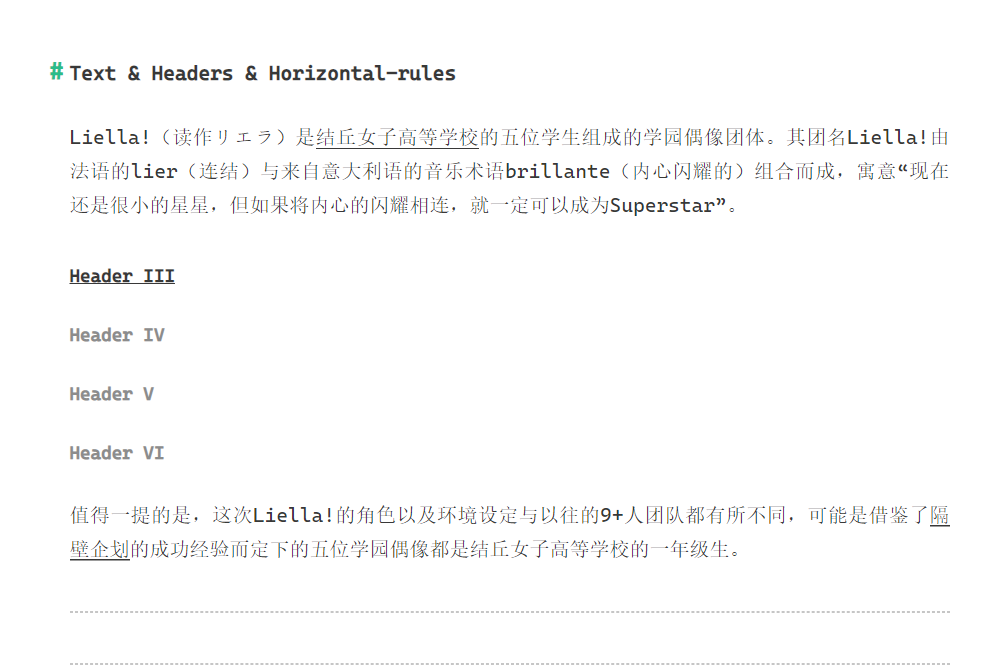 # Text & Headers & Horizontal-rules
Liella!（读作リエラ）是结丘女子高等学校的五位学生组成的学园偶像团体。其团名Liella!由
法语的lier（连结）与来自意大利语的音乐术语brillante（内心闪耀的）组合而成，寓意“现在
还是很小的星星，但如果将内心的闪耀相连，就一定可以成为Superstar”。
Header III
Header IV
Header V
Header VI
值得一提的是，这次Liella!的角色以及环境设定与以往的9+人团队都有所不同，可能是借鉴了隔
壁企划的成功经验而定下的五位学园偶像都是结丘女子高等学校的一年级生。